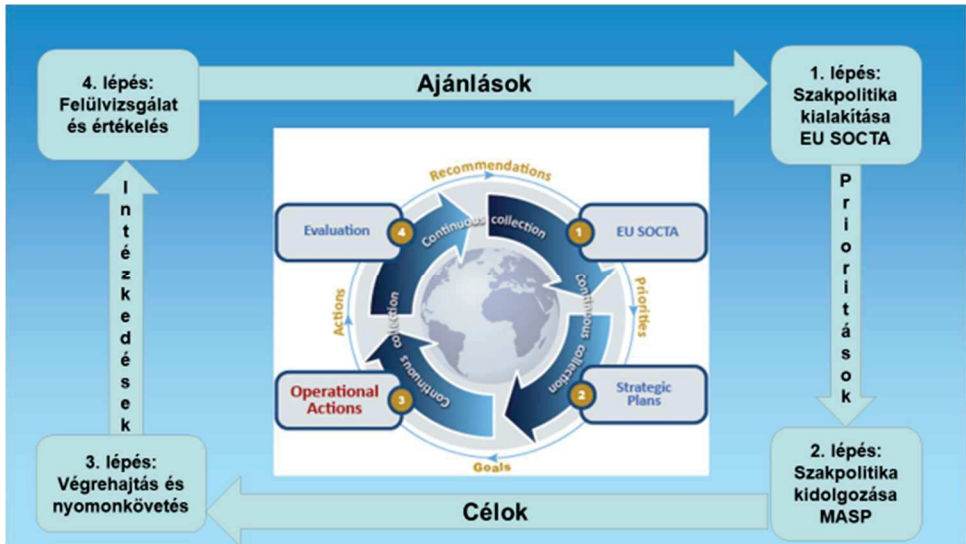 4. lépés:
Felülvizsgálat
és értékelés
Ajánlások
1. lépés:
Szakpolitika
kialakítása
EU SOCTA
Prioritások
2. lépés:
Szakpolitika
kidolgozása
MASP
Célok
3. lépés:
Végrehajtás és
nyomonkövetés
Intézkedések
Recommendations
Evaluation
4
Continuous collection
1
EU SOCTA
Priorities
continuous collection
2
Strategic
Plans
Goals
Operational
Actions
3
Continuous collection
Actions